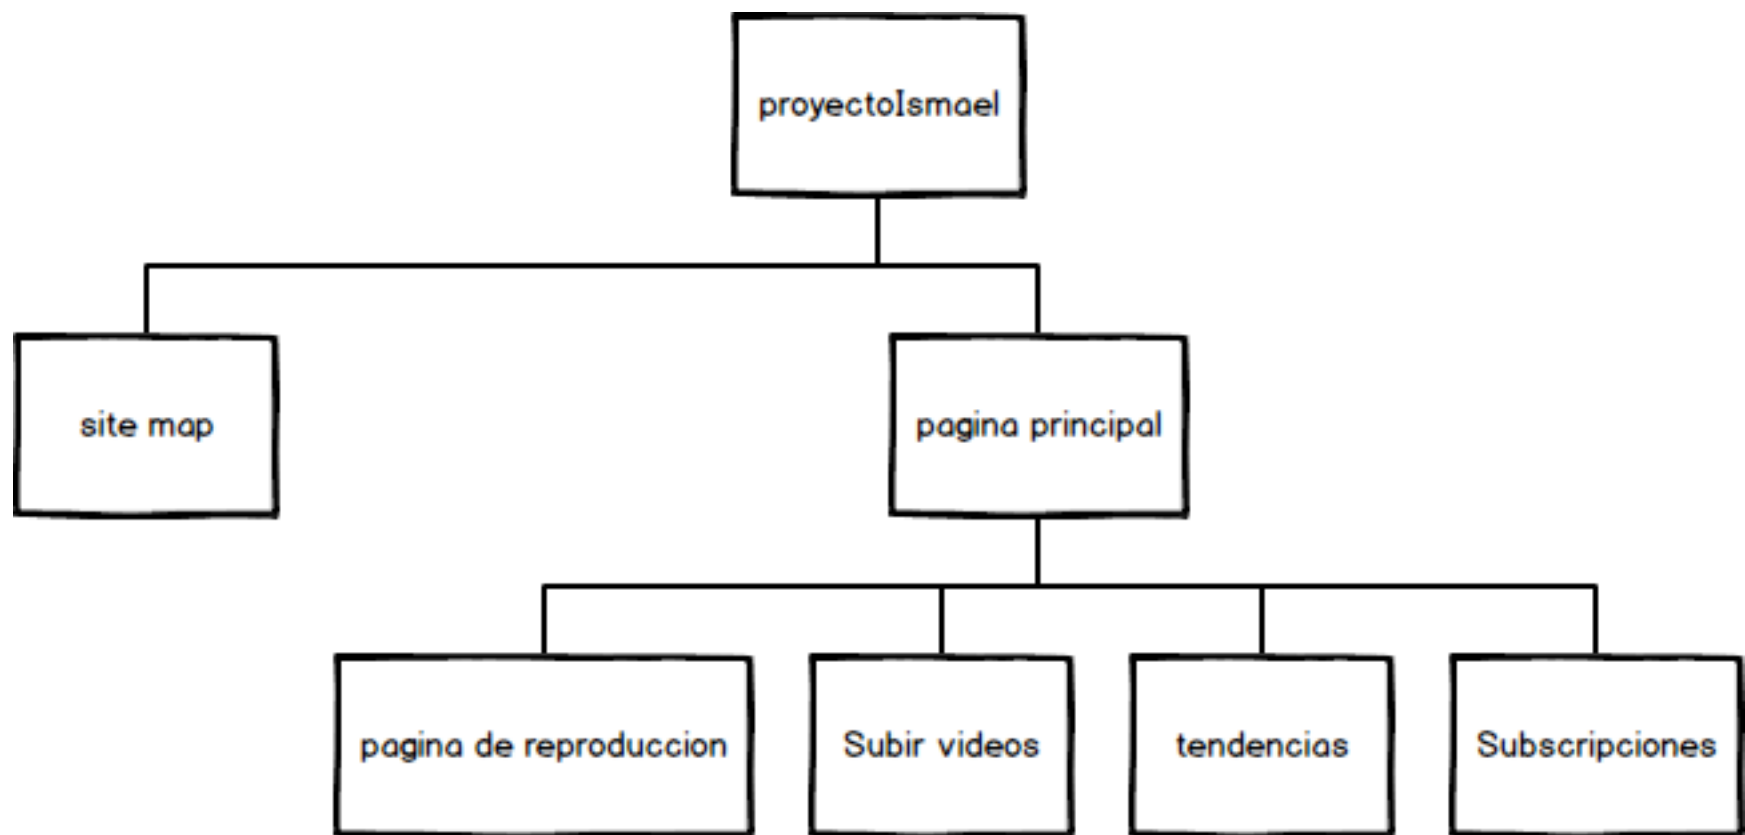 proyectoIsmael
site map
pagina principal
pagina de reproduccion
Subir videos
tendencias
Subscripciones